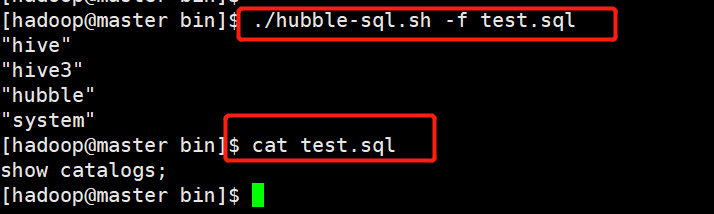 [hadoop@master bin]$ ./hubble-sql.sh -f test.sql
"hive"
"hive3"
"hubble"
"system"
[hadoop@master bin]$ cat test.sql
show catalogs;
[hadoop@master bin]$